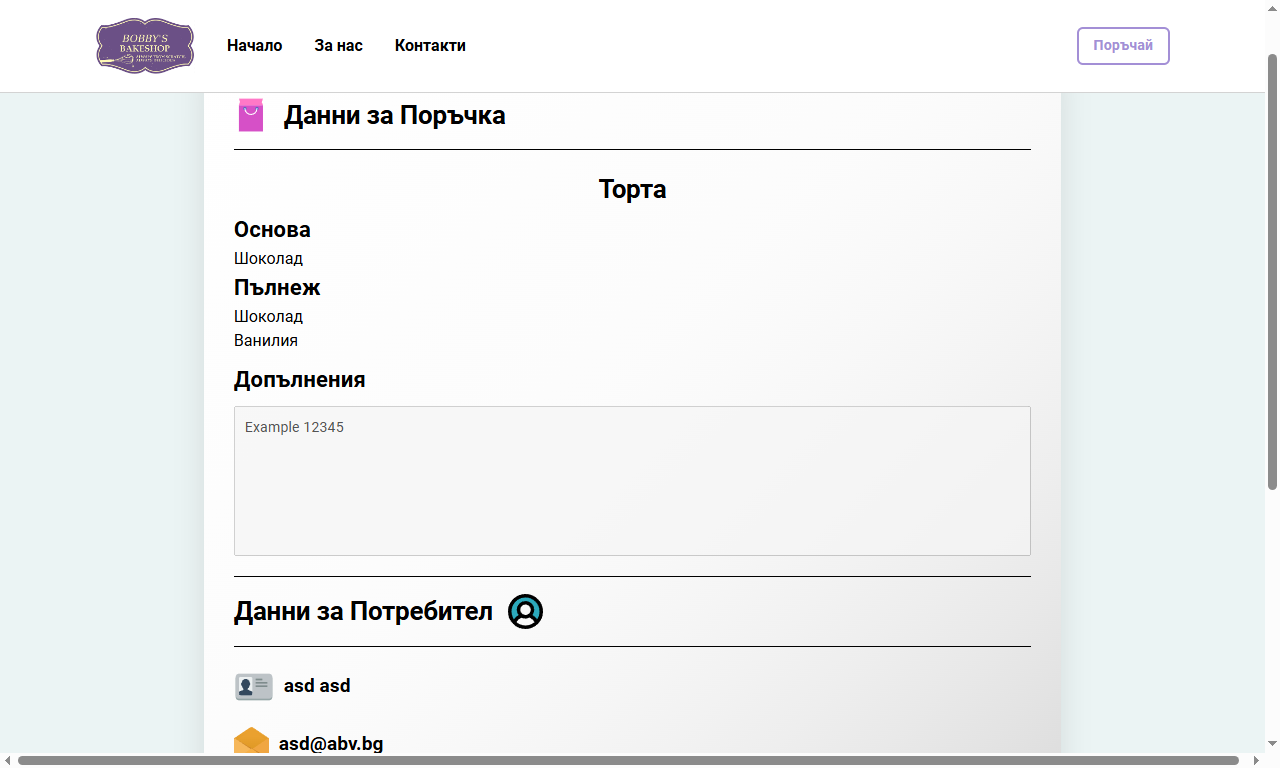 BOBBY'S
BAKESHOP
Начало
За нас
Контакти
Поръчай
Данни за Поръчка
Торта
Основа
Шоколад
Пълнеж
Шоколад
Ванилия
Допълнения
Example 12345
Данни за Потребител
asd asd
asd@abv.bg